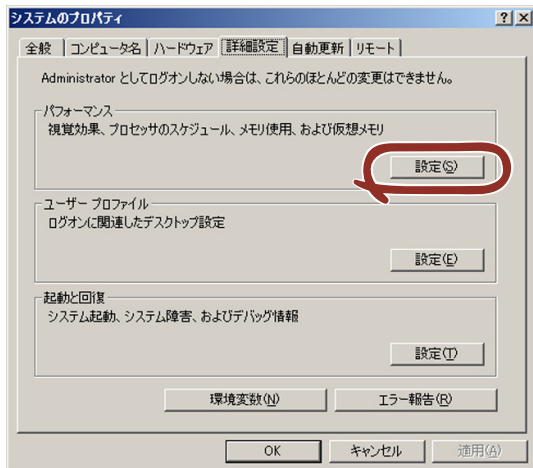 システムのプロパティ
全般 コンピュータ名 ハードウェア 詳細設定 自動更新 リモート
Administrator としてログオンしない場合は、これらのほとんどの変更はできません。
パフォーマンス
視覚効果、プロセッサのスケジュール、メモリ使用、および仮想メモリ
設定(S)
ユーザー プロファイル
ログオンに関連したデスクトップ設定
設定(E)
起動と回復
システム起動、システム障害、およびデバッグ情報
設定(T)
環境変数(N) エラー報告(R)
OK キャンセル 適用(A)